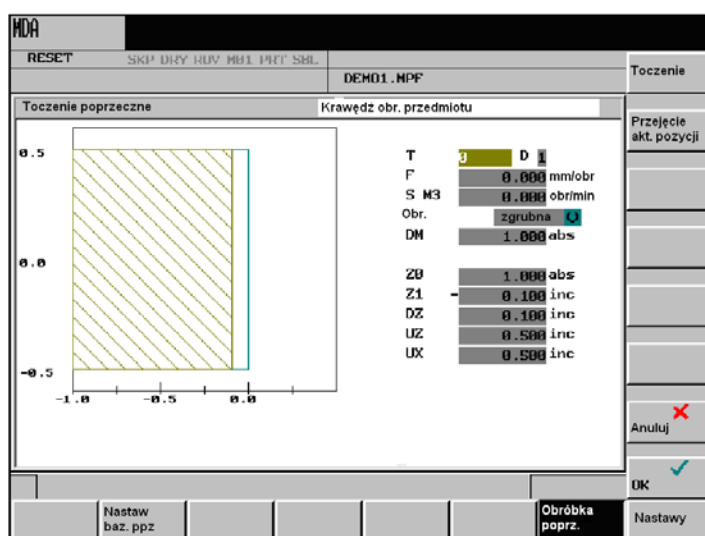 MDA
RESET SKP DRY ROV M01 PRT SBL
DEMO1.MPF
Toczenie
Toczenie poprzeczne Krawędź obr. przedmiotu
Przejęcie
akt. pozycji
0.5
0.0
-0.5
-1.0 -0.5 0.0
T 0 D 1
F 0.000 mm/obr
S M3 0.000 obr/min
Obr. zgrubna
DM 1.000 abs
Z0 1.000 abs
Z1 - 0.100 inc
DZ 0.100 inc
UZ 0.500 inc
UX 0.500 inc
Anuluj
OK
Nastaw
baz. ppz
Obróbka
poprz.
Nastawy